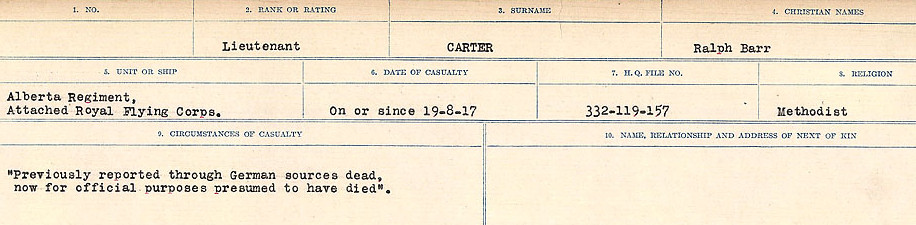 1. NO.
2. RANK OR RATING
3. SURNAME
4. CHRISTIAN NAMES
Lieutenant
CARTER
Ralph Barr
5. UNIT OR SHIP
6. DATE OF CASUALTY
7. H.Q. FILE NO.
8. RELIGION
Alberta Regiment,
Attached Royal Flying Corps.
On or since 19-8-17
332-119-157
Methodist
9. CIRCUMSTANCES OF CASUALTY
10. NAME, RELATIONSHIP AND ADDRESS OF NEXT OF KIN
"Previously reported through German sources dead,
now for official purposes presumed to have died".